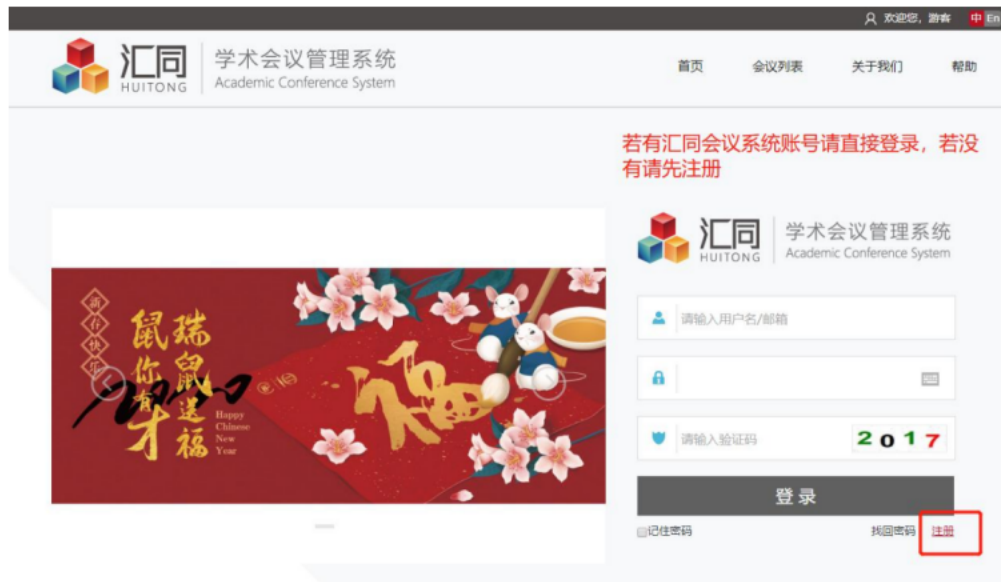 欢迎您，游客 中 En
汇同
HUITONG
学术会议管理系统
Academic Conference System
首页 会议列表 关于我们 帮助
若有汇同会议系统账号请直接登录，若没
有请先注册
新春快乐
鼠你有才
瑞鼠送福
2020
Happy
Chinese
New
Year
福
汇同
HUITONG
学术会议管理系统
Academic Conference System
请输入用户名/邮箱
请输入验证码
2017
登录
记住密码 找回密码 注册